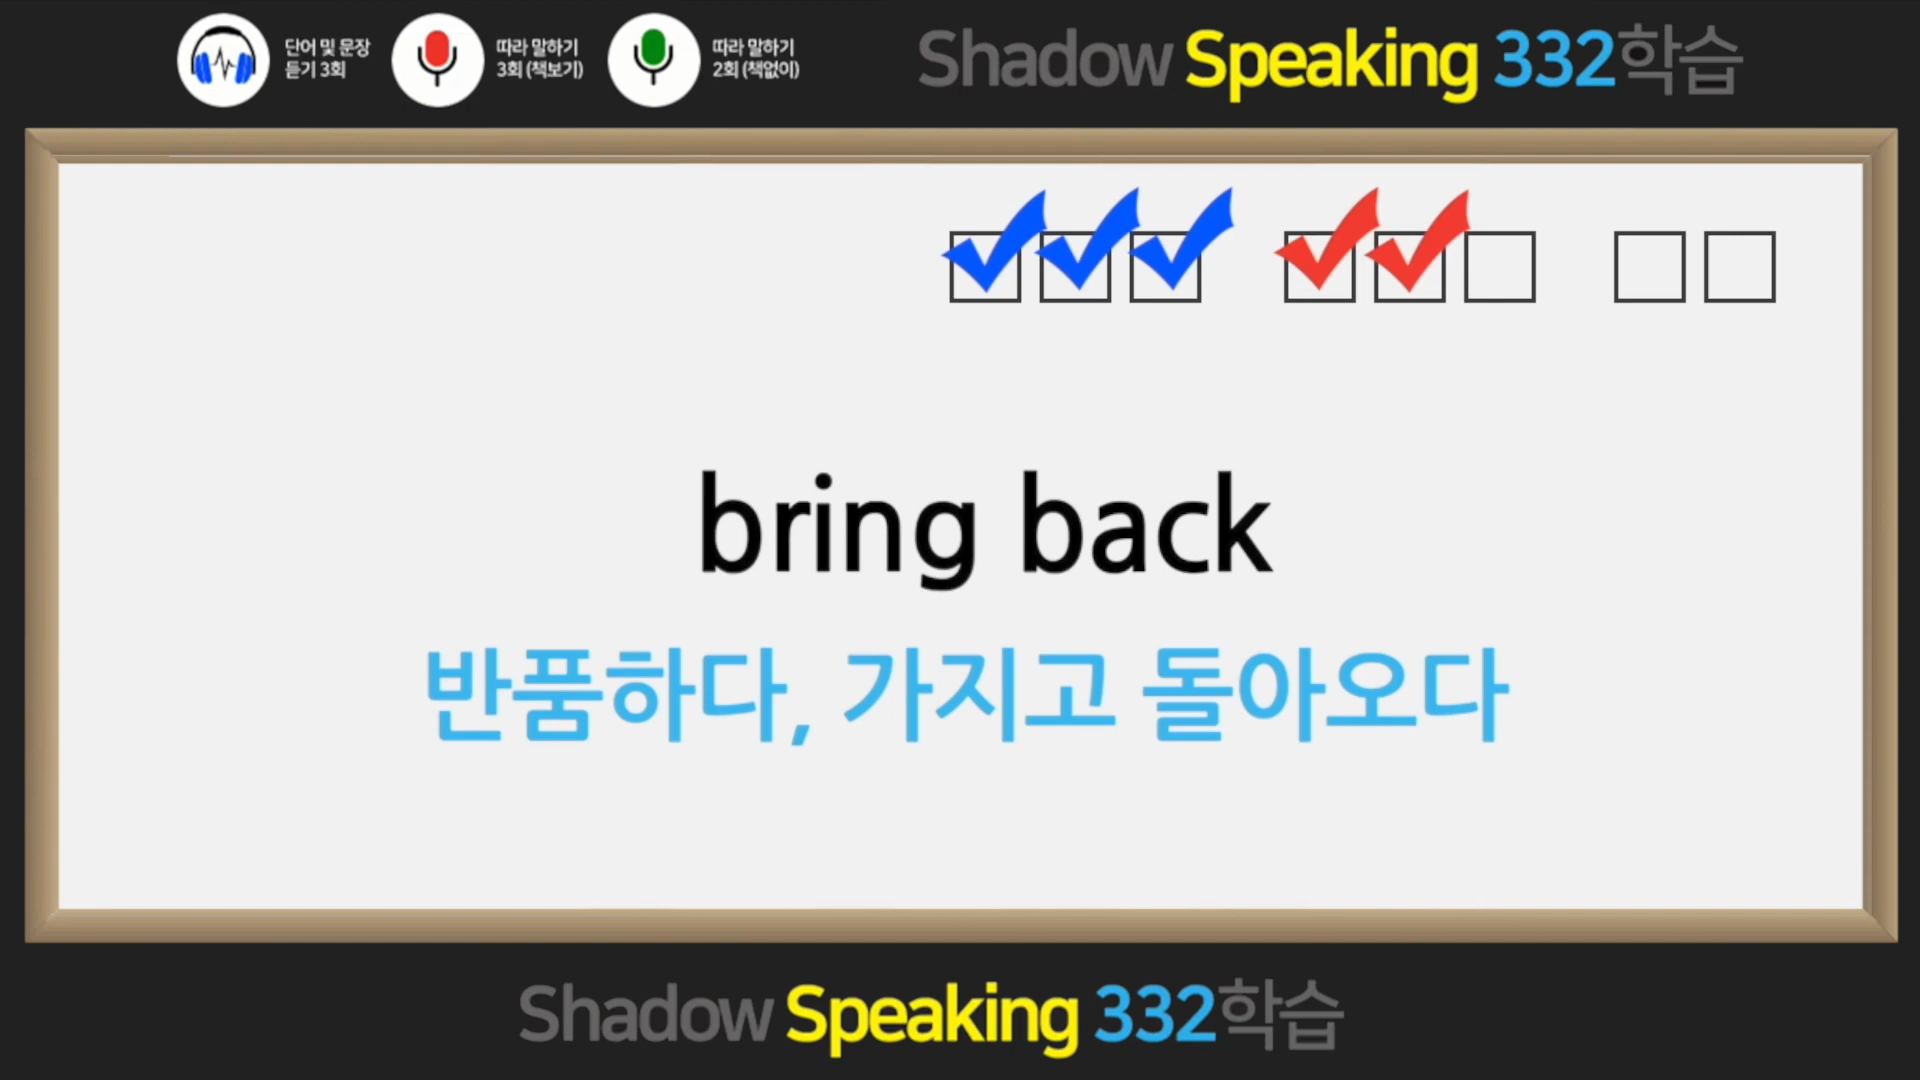 단어 및 문장
듣기 3회
따라 말하기
3회 (책보기)
따라 말하기
2회 (책없이)
Shadow Speaking 332학습
bring back
반품하다, 가지고 돌아오다
Shadow Speaking 332학습